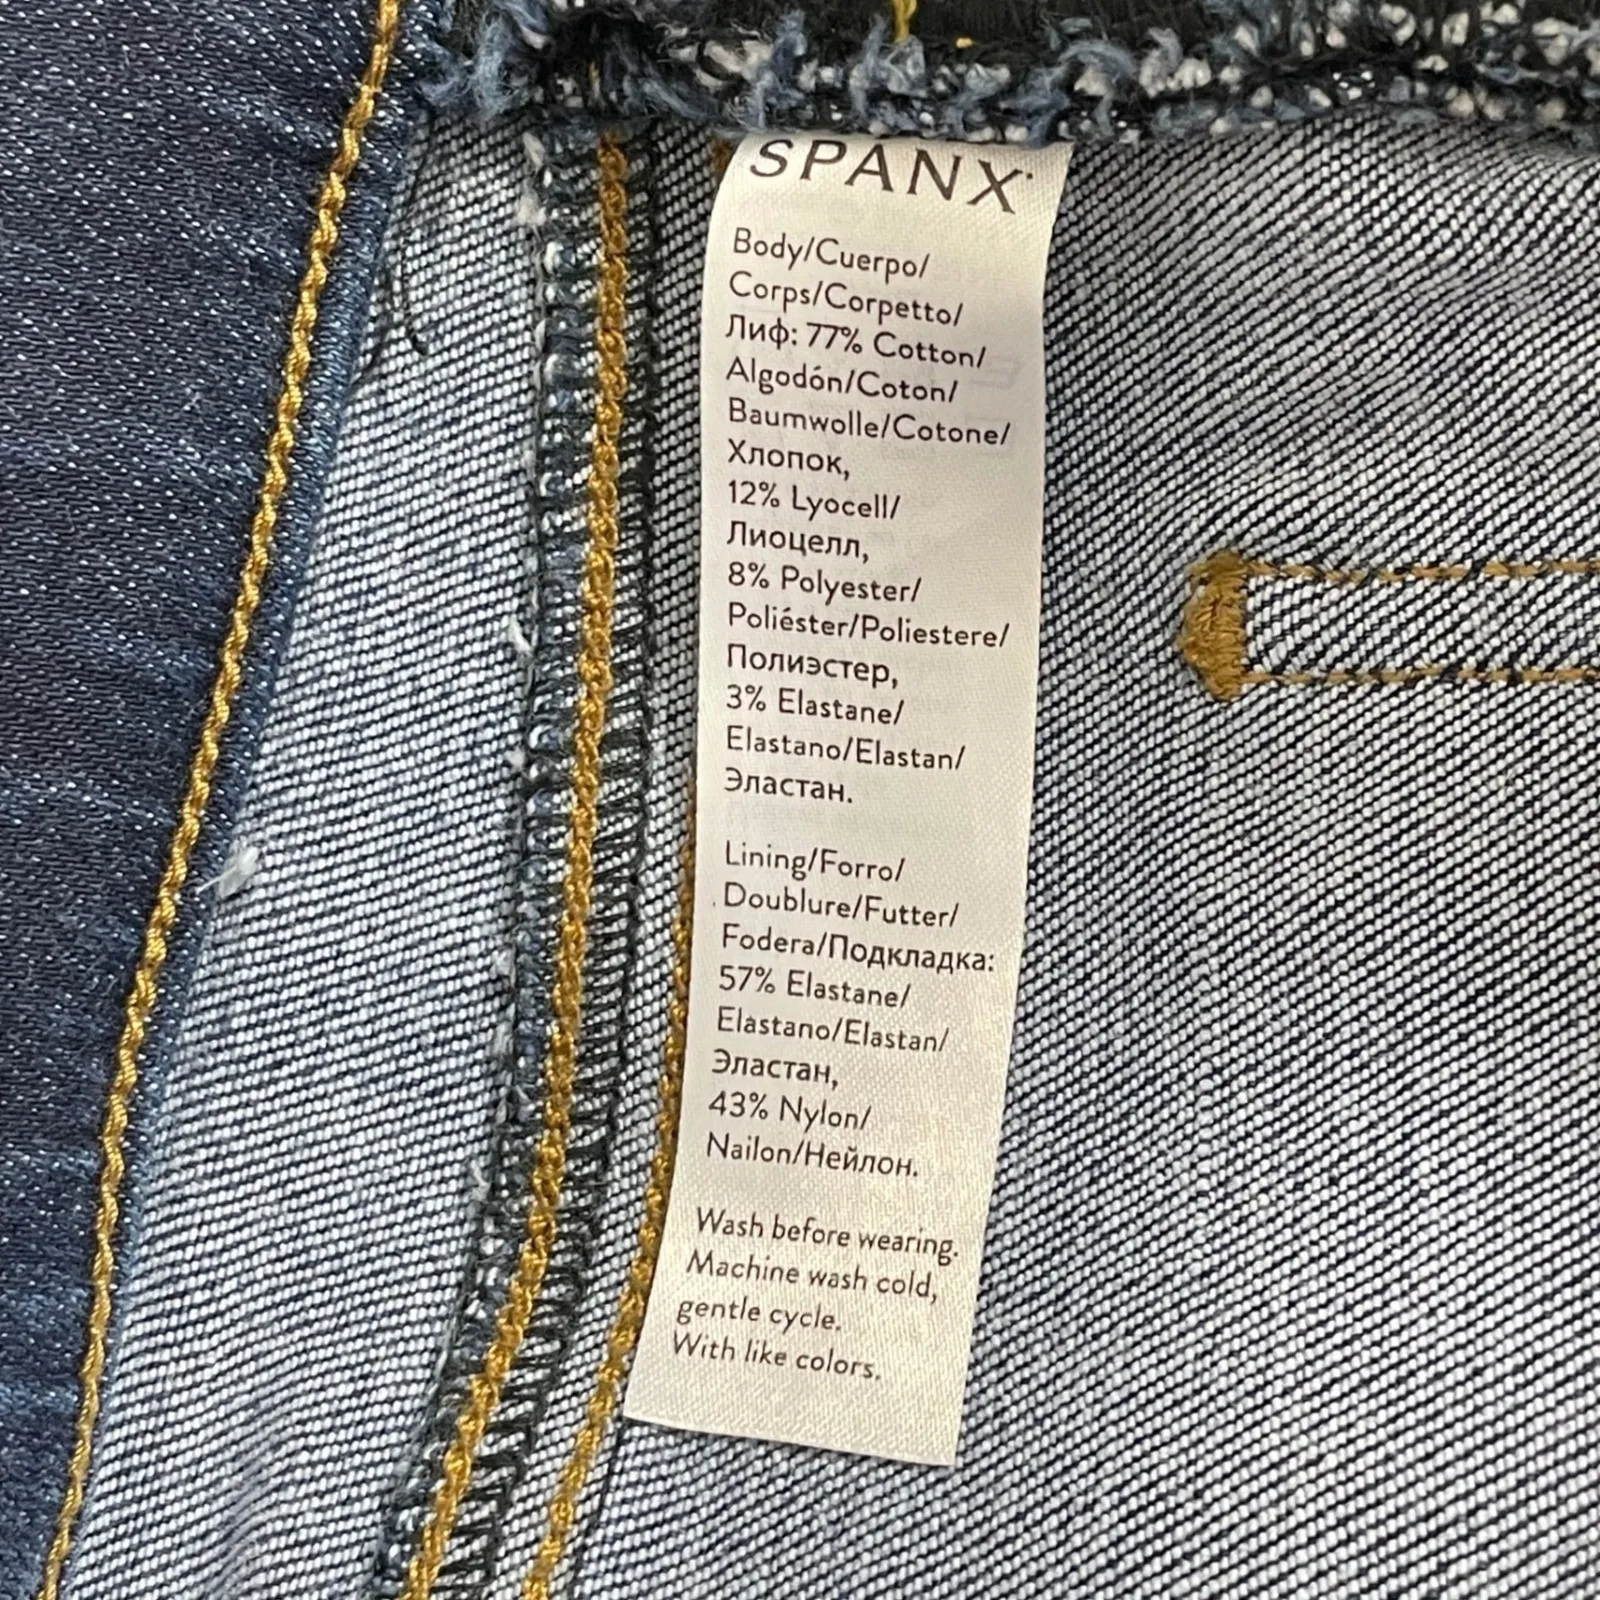 SPANX
Body/Cuerpo/
Corps/Corpetto/
Лиф: 77% Cotton/
Algodón/Coton/
Baumwolle/Cotone/
Хлопок,
12% Lyocell/
Лиоцелл,
8% Polyester/
Poliéster/Poliestere/
Полиэстер,
3% Elastane/
Elastano/Elastan/
Эластан.
Lining/Forro/
Doublure/Futter/
Fodera/Подкладка:
57% Elastane/
Elastano/Elastan/
Эластан,
43% Nylon/
Nailon/Нейлон.
Wash before wearing.
Machine wash cold,
gentle cycle.
With like colors.